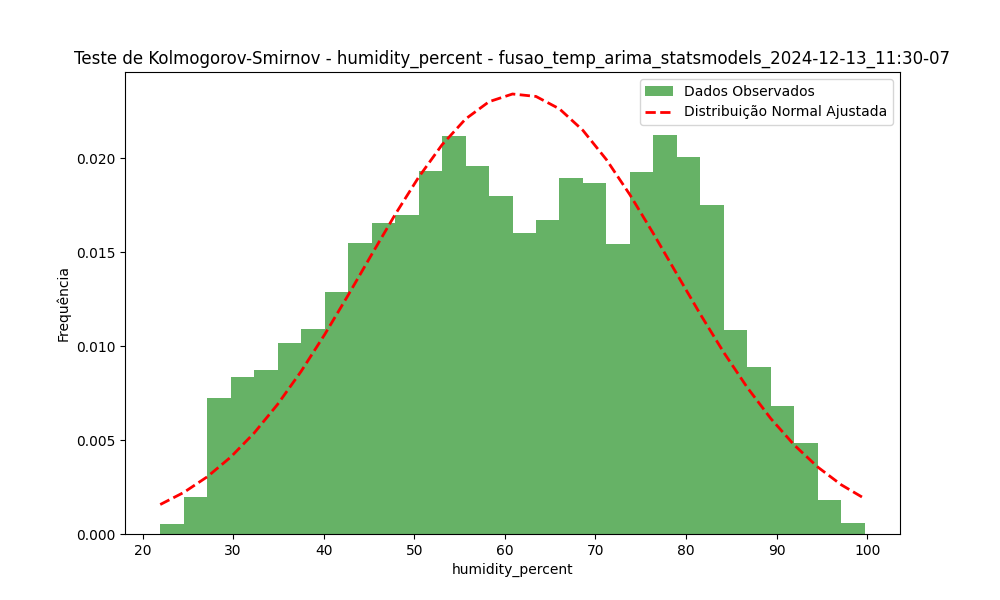 Teste de Kolmogorov-Smirnov - humidity_percent - fusao_temp_arima_statsmodels_2024-12-13_11:30-07
Dados Observados
Distribuição Normal Ajustada
Frequência
0.020
0.015
0.010
0.005
0.000
20 30 40 50 60 70 80 90 100
humidity_percent